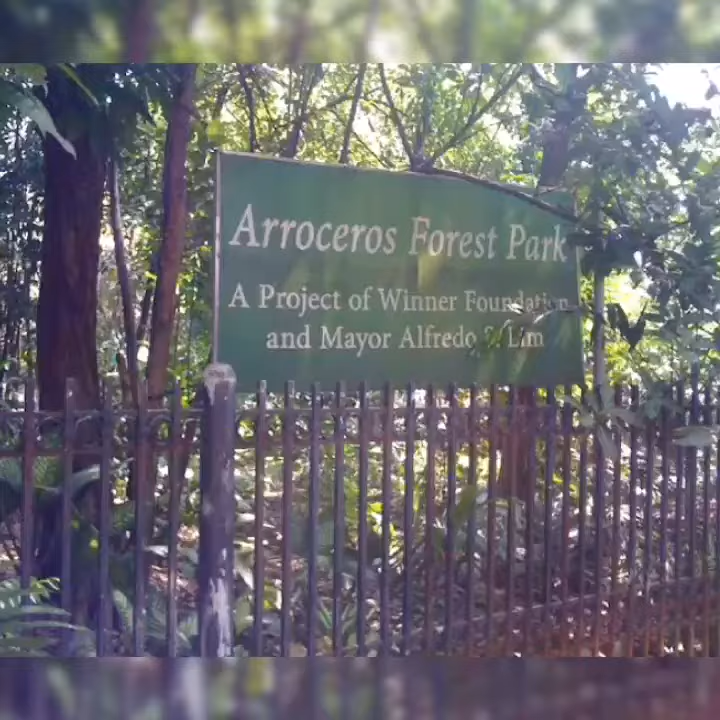 Arroceros Forest Park
A Project of Winner Foundation
and Mayor Alfredo S. Lim